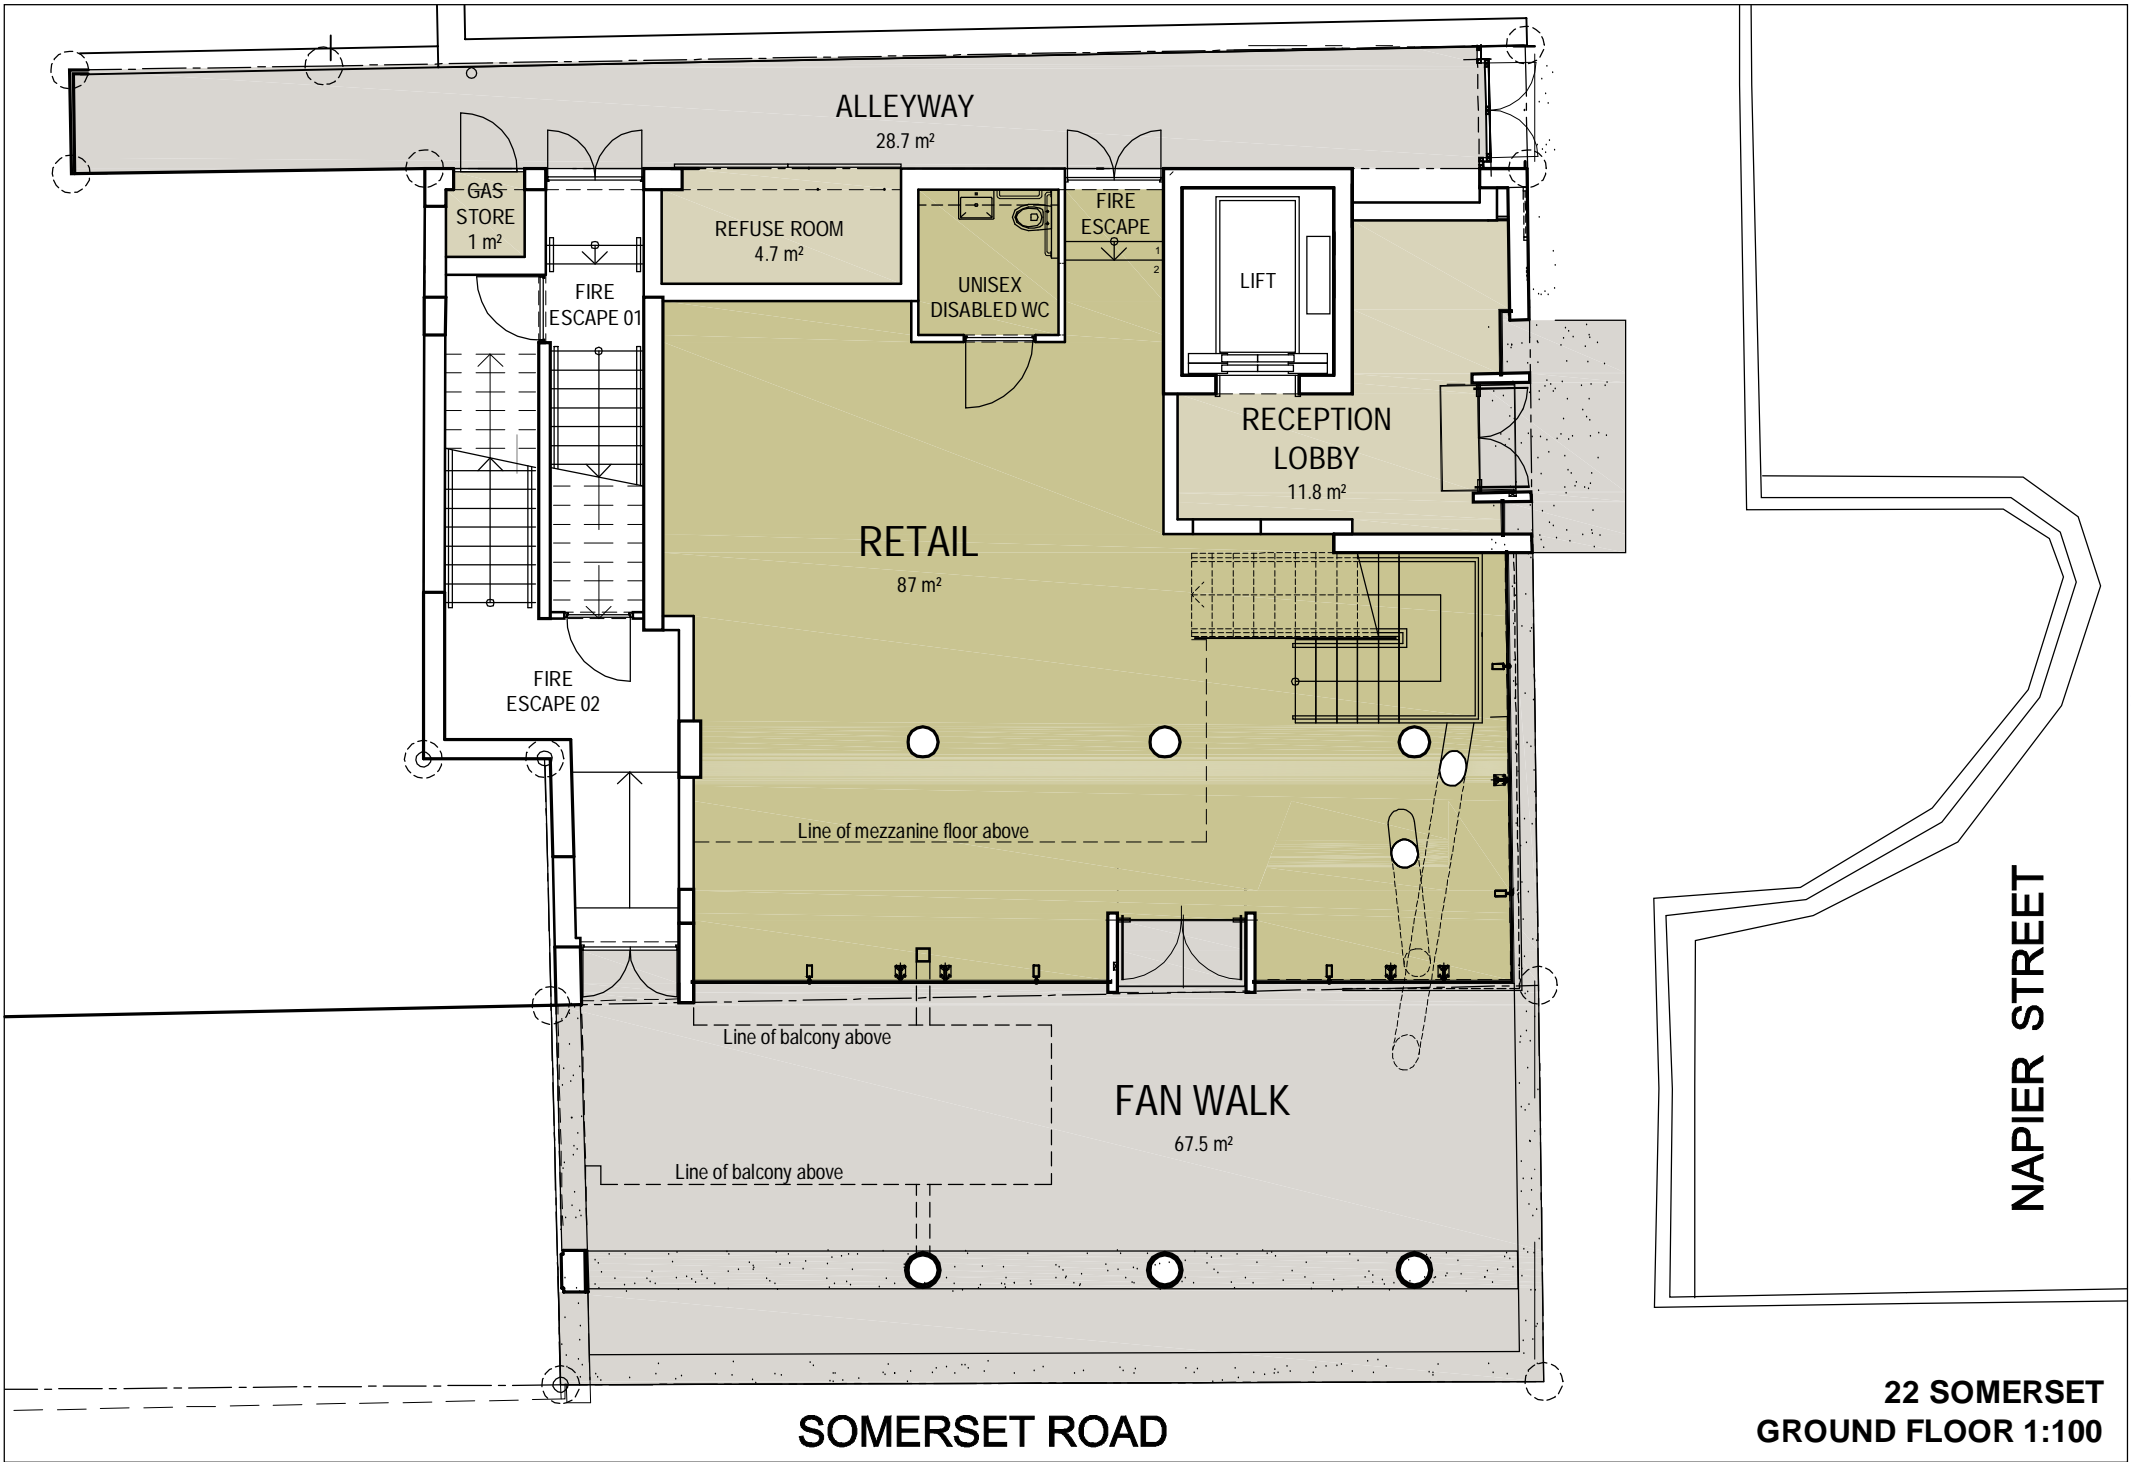 ALLEYWAY
28.7 m²
GAS
STORE
1 m²
REFUSE ROOM
4.7 m²
UNISEX
DISABLED WC
FIRE
ESCAPE
1
2
LIFT
FIRE
ESCAPE 01
RECEPTION
LOBBY
11.8 m²
RETAIL
87 m²
FIRE
ESCAPE 02
Line of mezzanine floor above
Line of balcony above
FAN WALK
67.5 m²
Line of balcony above
NAPIER STREET
SOMERSET ROAD
22 SOMERSET
GROUND FLOOR 1:100